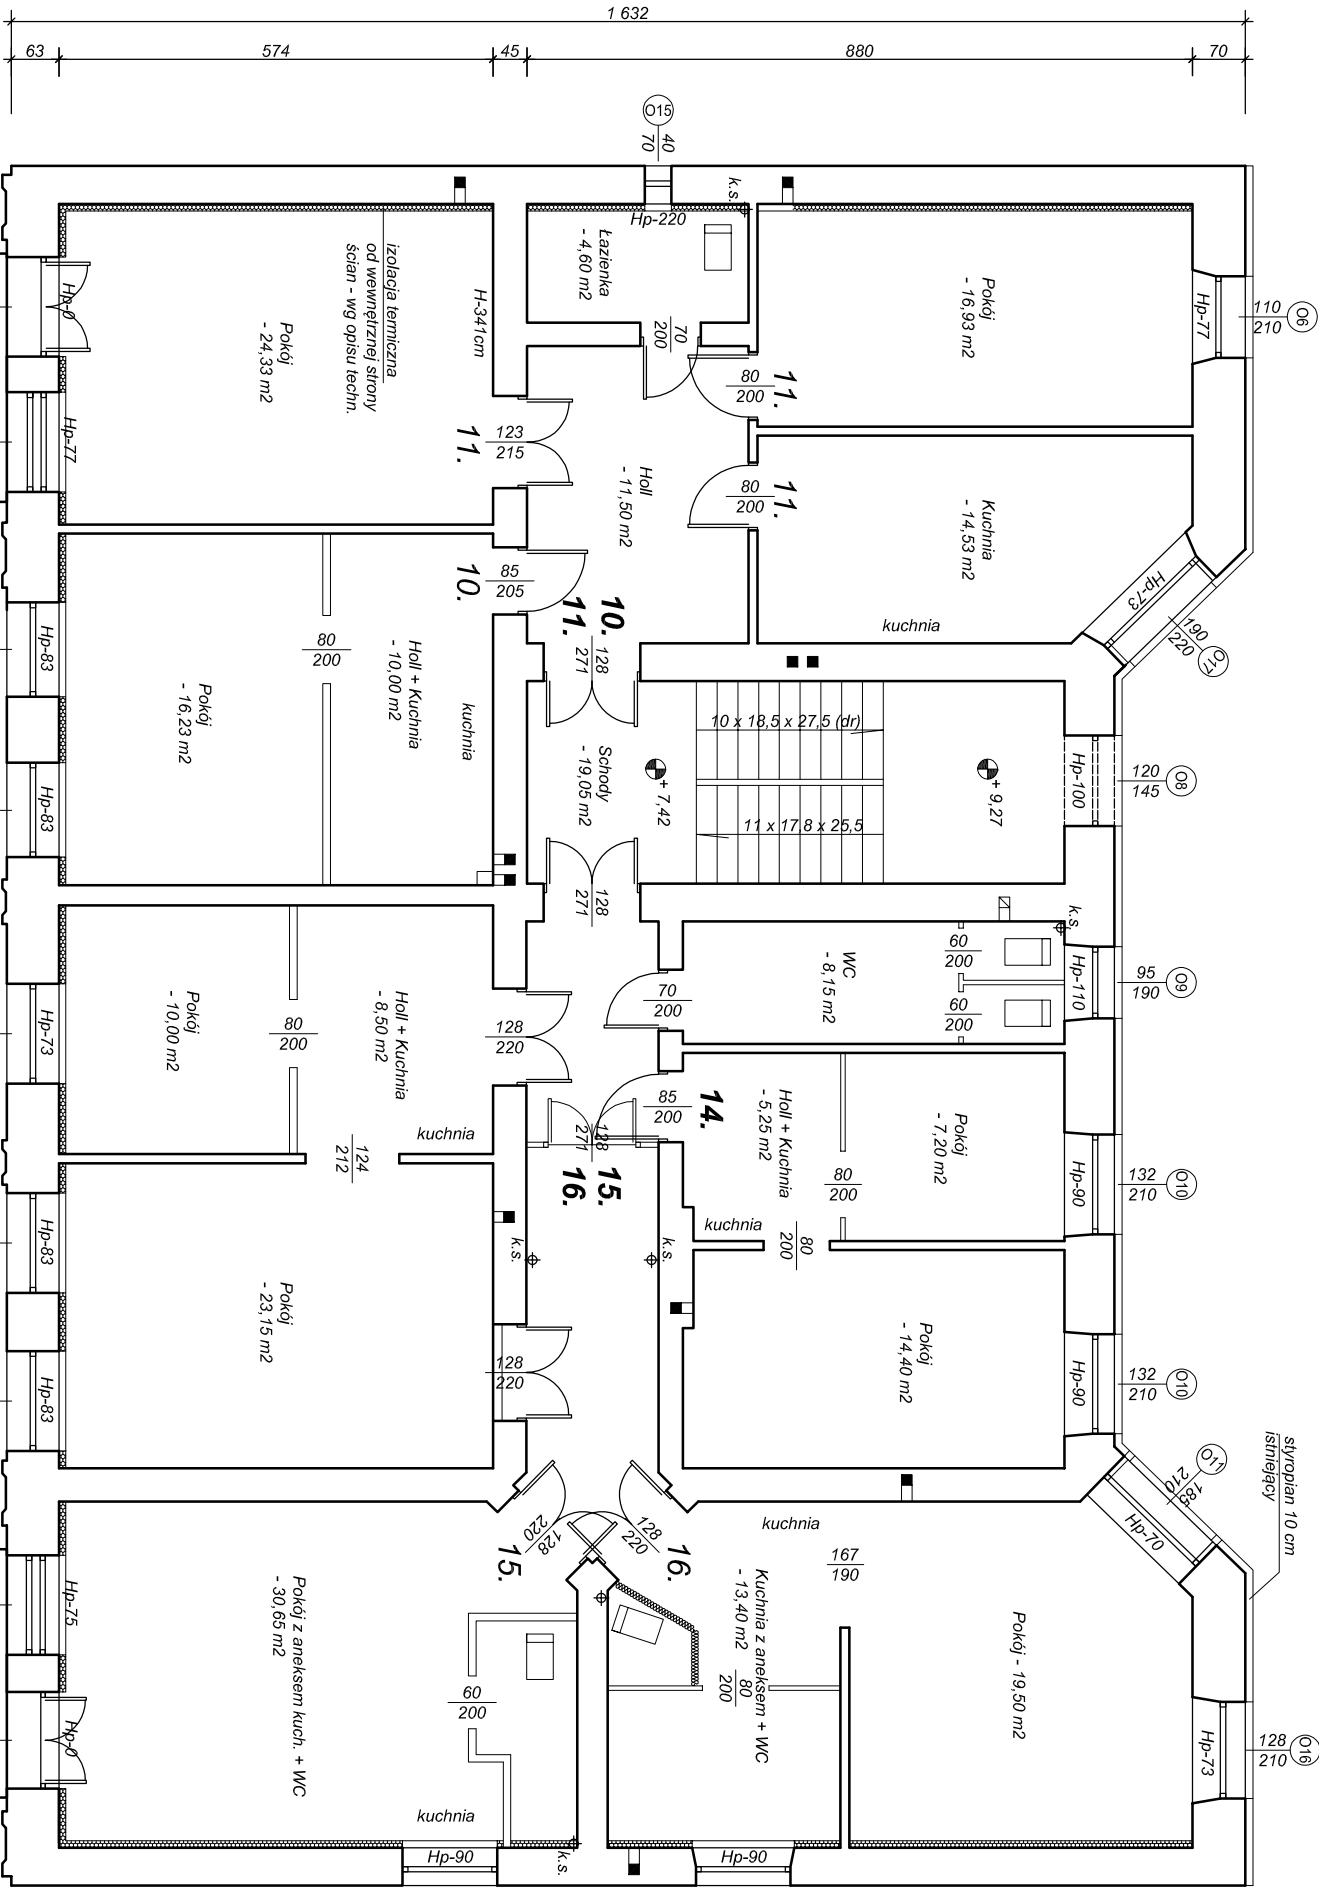 1 632
63
574
45
880
70
O15
40
70
O6
110
210
Hp-77
k.s.
Hp-220
Łazienka
- 4,60 m2
Pokój
- 16,93 m2
izolacja termiczna
od wewnętrznej strony
ścian - wg opisu techn.
H-341cm
Hp-0
Pokój
- 24,33 m2
Hp-77
70
200
80
200
11.
123
215
11.
Holl
- 11,50 m2
80
200
11.
Kuchnia
- 14,53 m2
kuchnia
Hp-73
190
220
O17
85
205
10.
10.
11.
128
271
80
200
Holl + Kuchnia
- 10,00 m2
kuchnia
Pokój
- 16,23 m2
Hp-83
Hp-83
Schody
- 19,05 m2
+ 7,42
10 x 18,5 x 27,5 (dr)
11 x 17,8 x 25,5
+ 9,27
Hp-100
120
145
O8
128
271
k.s.
60
200
60
200
Hp-110
95
190
O9
WC
- 8,15 m2
70
200
128
220
Holl + Kuchnia
- 8,50 m2
80
200
Pokój
- 10,00 m2
Hp-73
kuchnia
124
212
85
200
14.
128
271
15.
16.
Holl + Kuchnia
- 5,25 m2
80
200
Pokój
- 7,20 m2
Hp-90
132
210
O10
kuchnia
80
200
k.s.
k.s.
Pokój
- 23,15 m2
Hp-83
Hp-83
128
220
Pokój
- 14,40 m2
Hp-90
132
210
O10
styropian 10 cm
istniejący
O11
185
210
Hp-70
128
220
15.
128
220
16.
kuchnia
167
190
Kuchnia z aneksem + WC
- 13,40 m2
80
200
Pokój - 19,50 m2
Hp-73
128
210
O16
Pokój z aneksem kuch. + WC
- 30,65 m2
Hp-75
Hp-0
60
200
kuchnia
Hp-90
k.s.
Hp-90